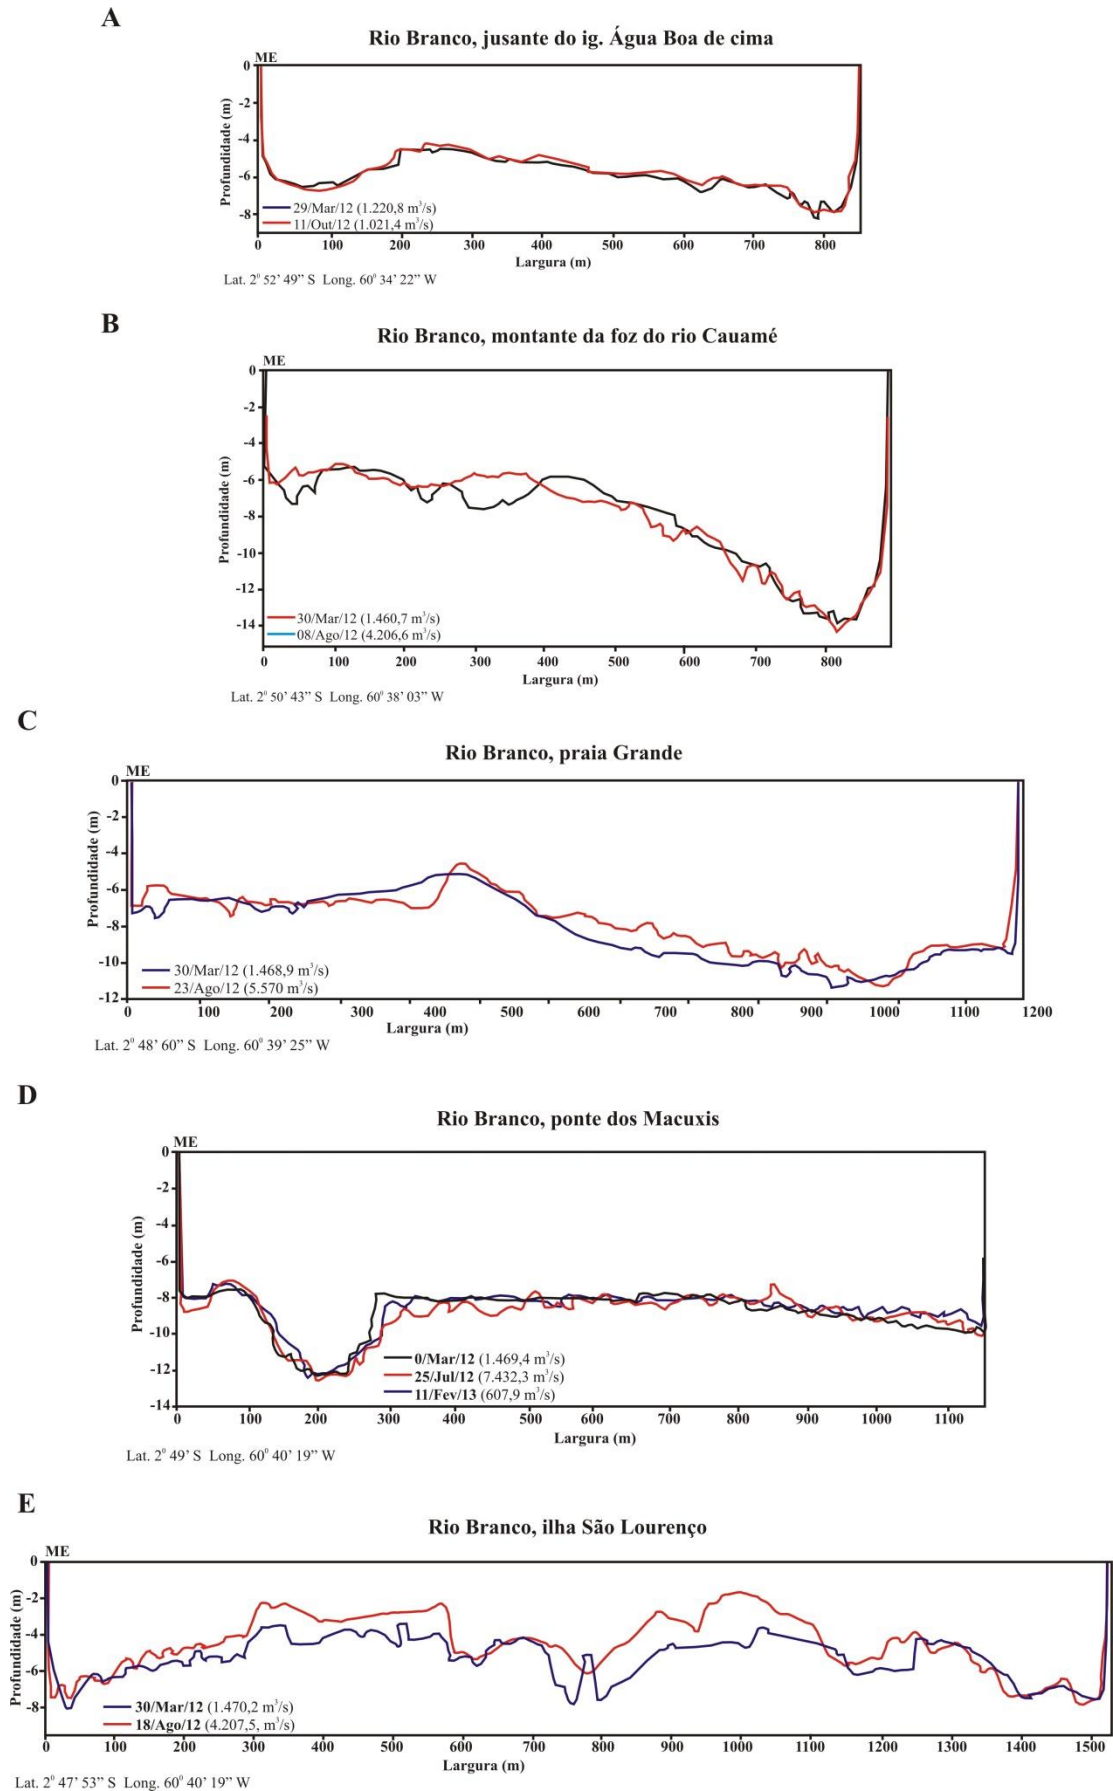 A
Rio Branco, jusante do ig. Água Boa de cima
ME
0
-2
-4
-6
-8
Profundidade (m)
29/Mar/12 (1.220,8 m³/s)
11/Out/12 (1.021,4 m³/s)
0 100 200 300 400 500 600 700 800
Largura (m)
Lat. 2⁰ 52’ 49” S Long. 60⁰ 34’ 22” W
B
Rio Branco, montante da foz do rio Cauamé
ME
0
-2
-4
-6
-8
-10
-12
-14
Profundidade (m)
30/Mar/12 (1.460,7 m³/s)
08/Ago/12 (4.206,6 m³/s)
0 100 200 300 400 500 600 700 800
Largura (m)
Lat. 2⁰ 50’ 43” S Long. 60⁰ 38’ 03” W
C
Rio Branco, praia Grande
ME
0
-2
-4
-6
-8
-10
-12
Profundidade (m)
30/Mar/12 (1.468,9 m³/s)
23/Ago/12 (5.570 m³/s)
0 100 200 300 400 500 600 700 800 900 1000 1100 1200
Largura (m)
Lat. 2⁰ 48’ 60” S Long. 60⁰ 39’ 25” W
D
Rio Branco, ponte dos Macuxis
ME
0
-2
-4
-6
-8
-10
-12
-14
Profundidade (m)
0/Mar/12 (1.469,4 m³/s)
25/Jul/12 (7.432,3 m³/s)
11/Fev/13 (607,9 m³/s)
0 100 200 300 400 500 600 700 800 900 1000 1100
Largura (m)
Lat. 2⁰ 49’ S Long. 60⁰ 40’ 19” W
E
Rio Branco, ilha São Lourenço
ME
0
-2
-4
-6
-8
Profundidade (m)
30/Mar/12 (1.470,2 m³/s)
18/Ago/12 (4.207,5, m³/s)
0 100 200 300 400 500 600 700 800 900 1000 1100 1200 1300 1400 1500
Largura (m)
Lat. 2⁰ 47’ 53” S Long. 60⁰ 40’ 19” W